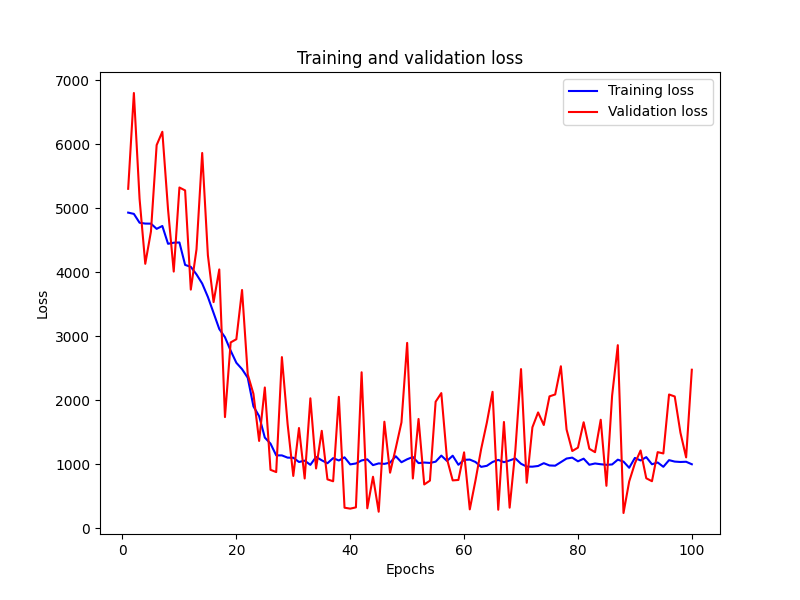 Training and validation loss
7000
6000
5000
4000
3000
2000
1000
0
Loss
Training loss
Validation loss
0 20 40 60 80 100
Epochs